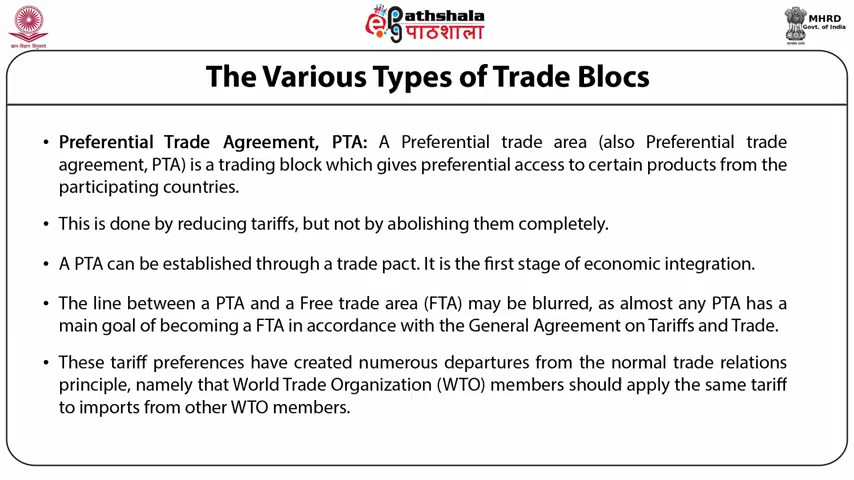 ePathshala
पाठशाला
MHRD
Govt. of India
The Various Types of Trade Blocs
• Preferential Trade Agreement, PTA: A Preferential trade area (also Preferential trade
agreement, PTA) is a trading block which gives preferential access to certain products from the
participating countries.
• This is done by reducing tariffs, but not by abolishing them completely.
• A PTA can be established through a trade pact. It is the first stage of economic integration.
• The line between a PTA and a Free trade area (FTA) may be blurred, as almost any PTA has a
main goal of becoming a FTA in accordance with the General Agreement on Tariffs and Trade.
• These tariff preferences have created numerous departures from the normal trade relations
principle, namely that World Trade Organization (WTO) members should apply the same tariff
to imports from other WTO members.